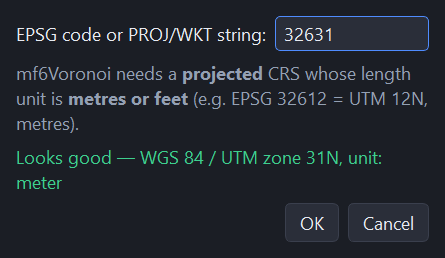 EPSG code or PROJ/WKT string: 32631
mf6Voronoi needs a projected CRS whose length
unit is metres or feet (e.g. EPSG 32612 = UTM 12N,
metres).
Looks good — WGS 84 / UTM zone 31N, unit:
meter
OK Cancel